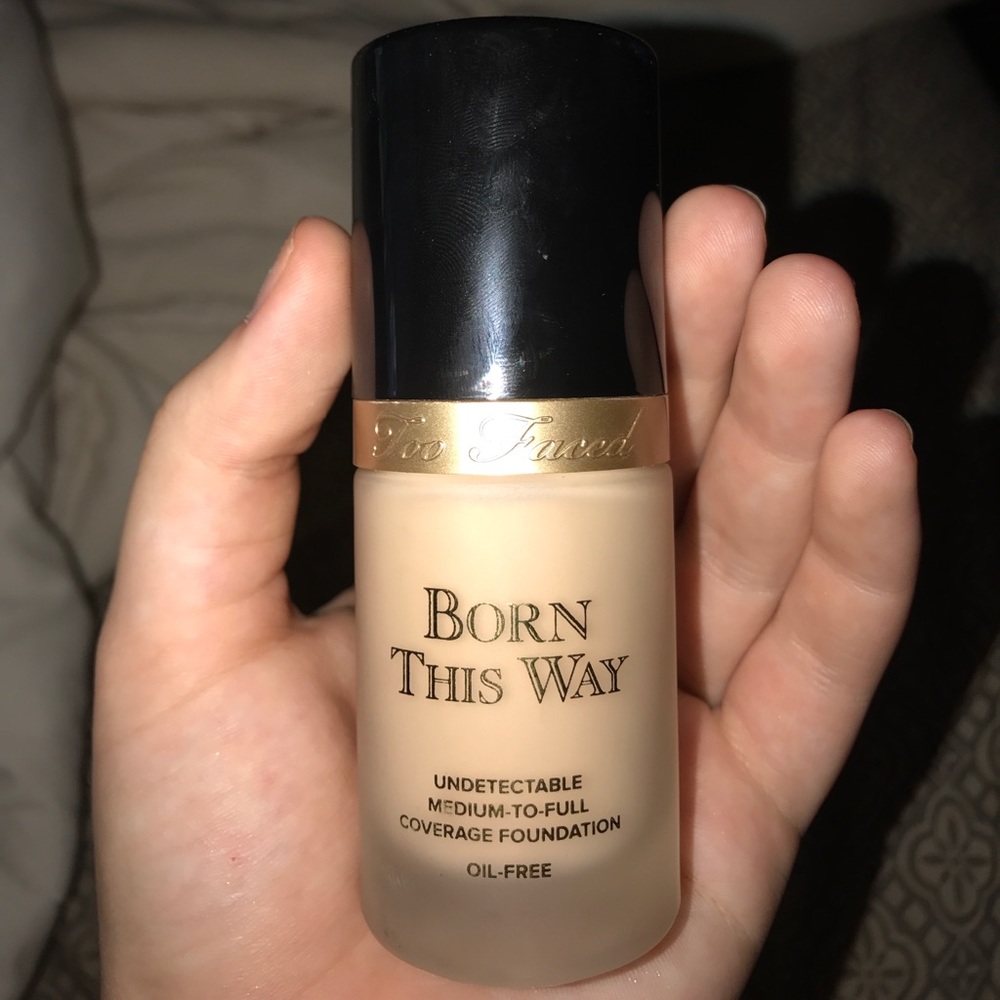 Too Faced
BORN
THIS WAY
UNDETECTABLE
MEDIUM-TO-FULL
COVERAGE FOUNDATION
OIL-FREE